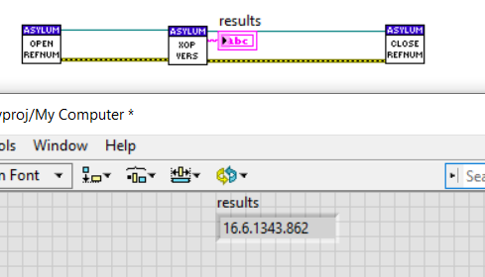 results
ASYLUM
OPEN
REFNUM
ASYLUM
XOP
VERS
abc
ASYLUM
CLOSE
REFNUM
vproj/My Computer *
ols Window Help
n Font
Sea
results
16.6.1343.862